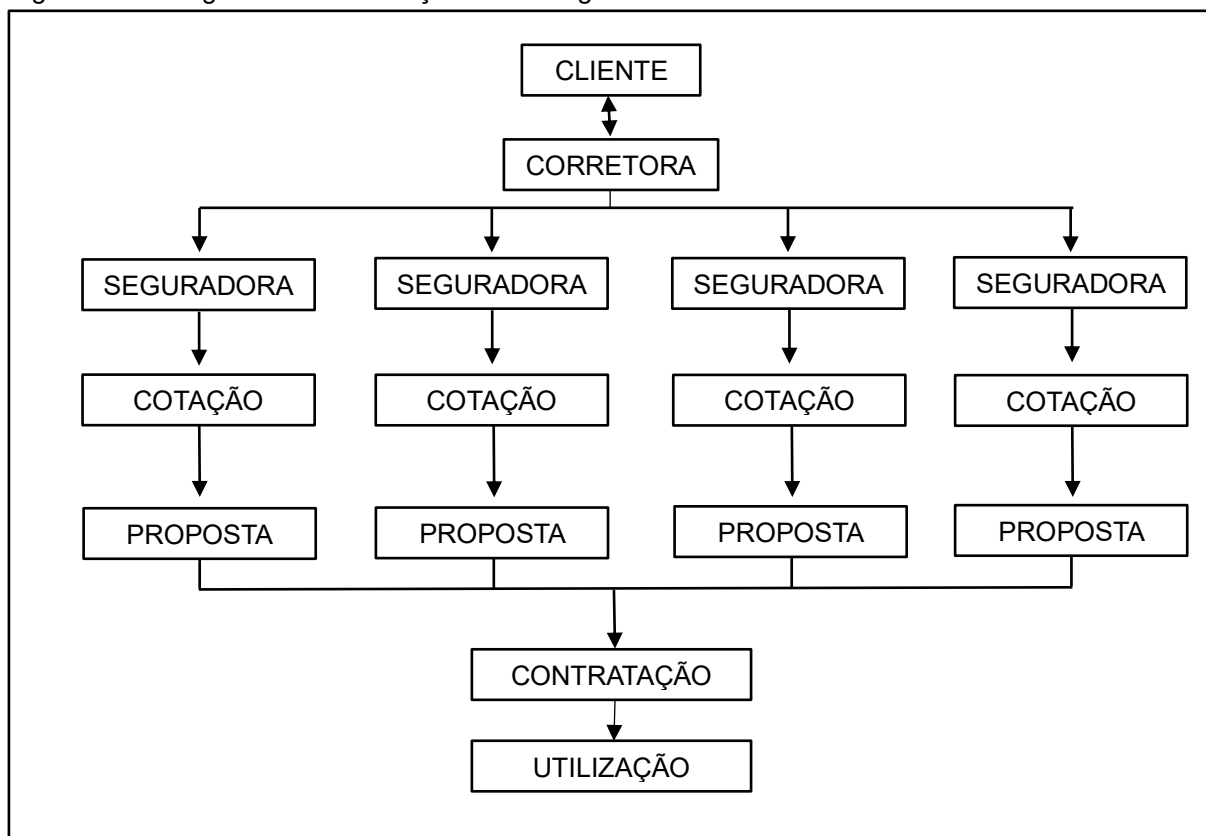 CLIENTE
CORRETORA
SEGURADORA SEGURADORA SEGURADORA SEGURADORA
COTAÇÃO COTAÇÃO COTAÇÃO COTAÇÃO
PROPOSTA PROPOSTA PROPOSTA PROPOSTA
CONTRATAÇÃO
UTILIZAÇÃO